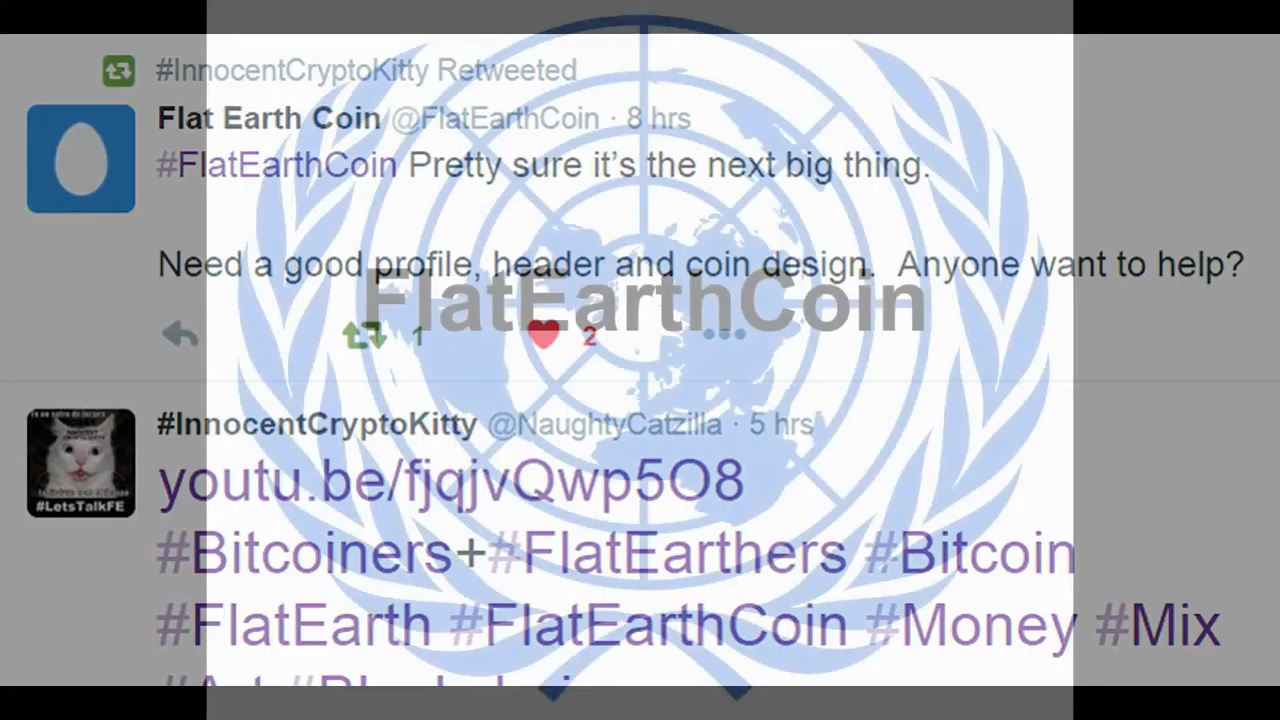 #InnocentCryptoKitty Retweeted
Flat Earth Coin @FlatEarthCoin · 8 hrs
#FlatEarthCoin Pretty sure it's the next big thing.
Need a good profile, header and coin design. Anyone want to help?
FlatEarthCoin
1 2
#InnocentCryptoKitty @NaughtyCatzilla · 5 hrs
#LetsTalkFE
youtu.be/fjqjvQwp5O8
#Bitcoiners+#FlatEarthers #Bitcoin
#FlatEarth #FlatEarthCoin #Money #Mix